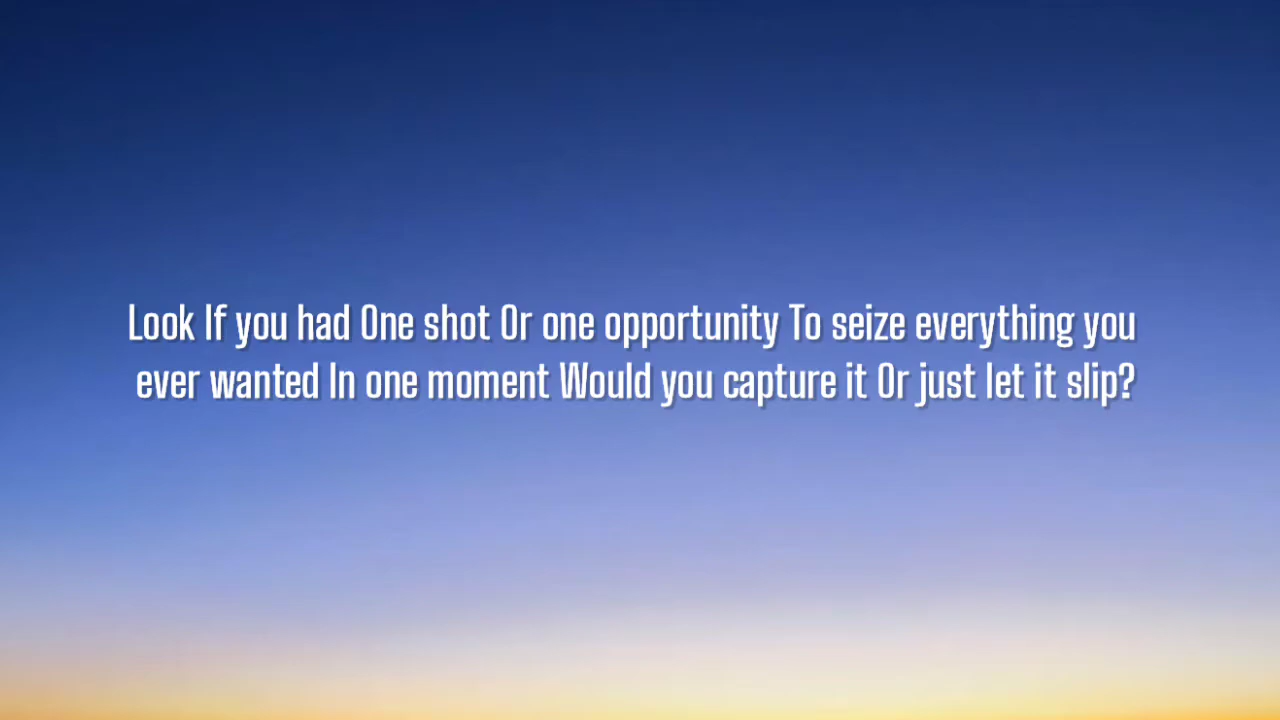 Look If you had One shot Or one opportunity To seize everything you
ever wanted In one moment Would you capture it Or just let it slip?